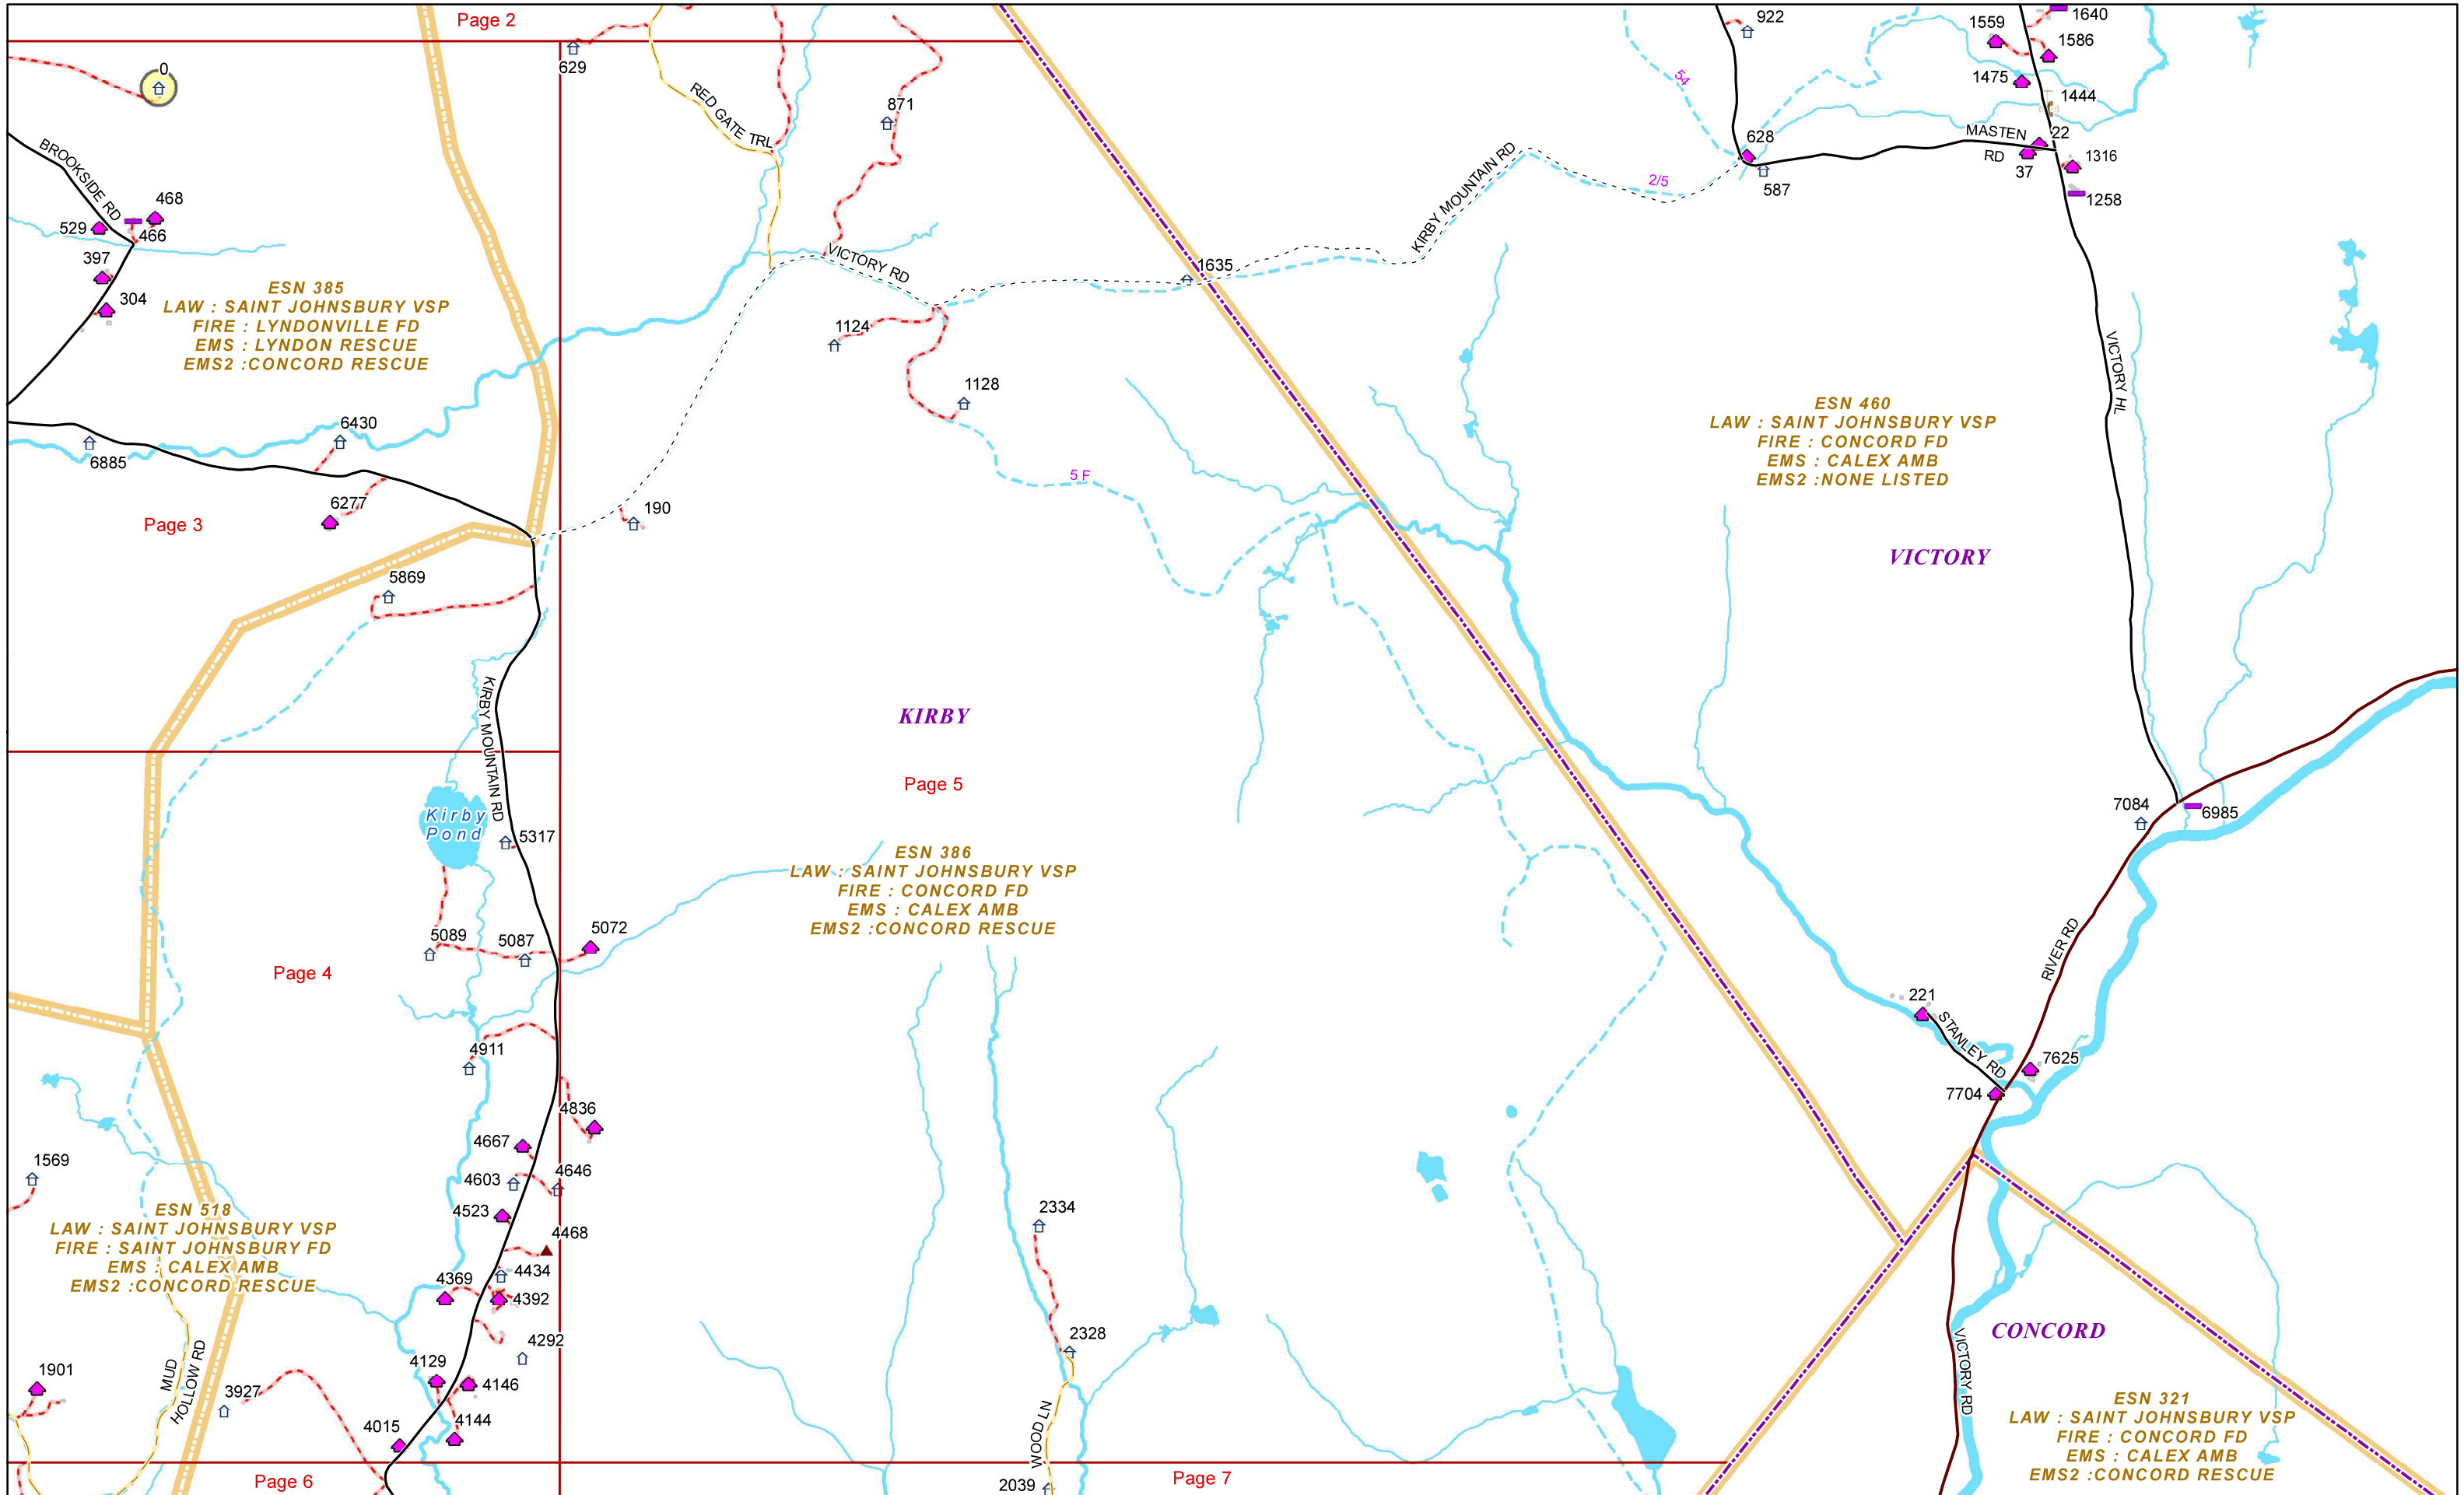 Page 2
922
1559
1640
1586
0
629
54
1475
1444
RED GATE TRL
871
628
MASTEN
RD
22
37
1316
BROOKSIDE RD
KIRBY MOUNTAIN RD
2/5
587
1258
468
529
466
397
304
VICTORY RD
1635
ESN 385
LAW : SAINT JOHNSBURY VSP
FIRE : LYNDONVILLE FD
EMS : LYNDON RESCUE
EMS2 :CONCORD RESCUE
1124
1128
VICTORY HL
ESN 460
LAW : SAINT JOHNSBURY VSP
FIRE : CONCORD FD
EMS : CALEX AMB
EMS2 :NONE LISTED
6430
6885
5 F
6277
190
Page 3
VICTORY
5869
KIRBY MOUNTAIN RD
KIRBY
Page 5
Kirby
Pond
5317
7084
6985
ESN 386
LAW : SAINT JOHNSBURY VSP
FIRE : CONCORD FD
EMS : CALEX AMB
EMS2 :CONCORD RESCUE
5089
5087
5072
RIVER RD
Page 4
221
STANLEY RD
4911
7625
7704
4836
4667
1569
4646
4603
4523
ESN 518
LAW : SAINT JOHNSBURY VSP
FIRE : SAINT JOHNSBURY FD
EMS : CALEX AMB
EMS2 :CONCORD RESCUE
2334
4468
4434
4369
4392
4292
2328
CONCORD
VICTORY RD
MUD
HOLLOW RD
4129
4146
1901
3927
4144
4015
WOOD LN
ESN 321
LAW : SAINT JOHNSBURY VSP
FIRE : CONCORD FD
EMS : CALEX AMB
EMS2 :CONCORD RESCUE
Page 6
2039
Page 7